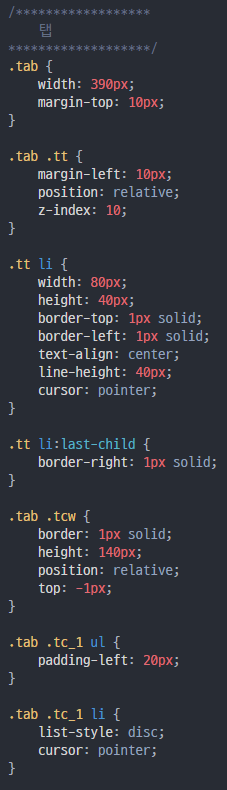 /******************
탭
*******************/
.tab {
width: 390px;
margin-top: 10px;
}
.tab .tt {
margin-left: 10px;
position: relative;
z-index: 10;
}
.tt li {
width: 80px;
height: 40px;
border-top: 1px solid;
border-left: 1px solid;
text-align: center;
line-height: 40px;
cursor: pointer;
}
.tt li:last-child {
border-right: 1px solid;
}
.tab .tcw {
border: 1px solid;
height: 140px;
position: relative;
top: -1px;
}
.tab .tc_1 ul {
padding-left: 20px;
}
.tab .tc_1 li {
list-style: disc;
cursor: pointer;
}